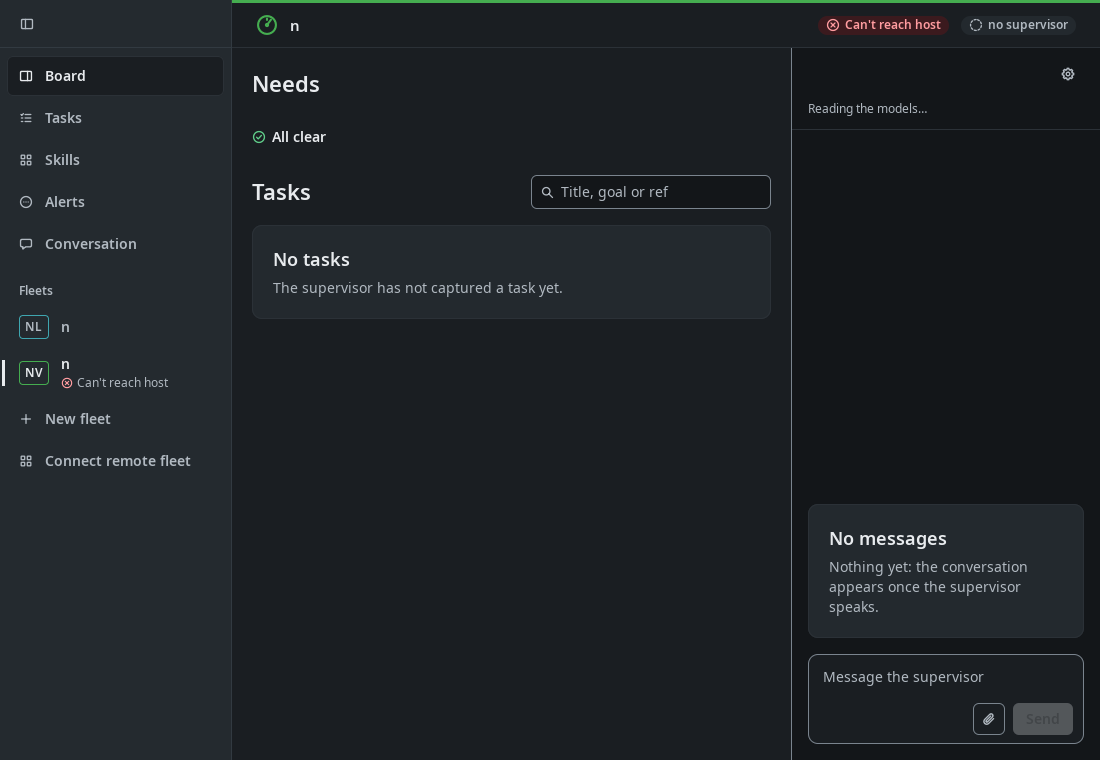 n
Can't reach host
no supervisor
Board
Tasks
Skills
Alerts
Conversation
Fleets
NL
n
NV
n
Can't reach host
New fleet
Connect remote fleet
Needs
All clear
Tasks
Title, goal or ref
No tasks
The supervisor has not captured a task yet.
Reading the models...
No messages
Nothing yet: the conversation
appears once the supervisor
speaks.
Message the supervisor
Send